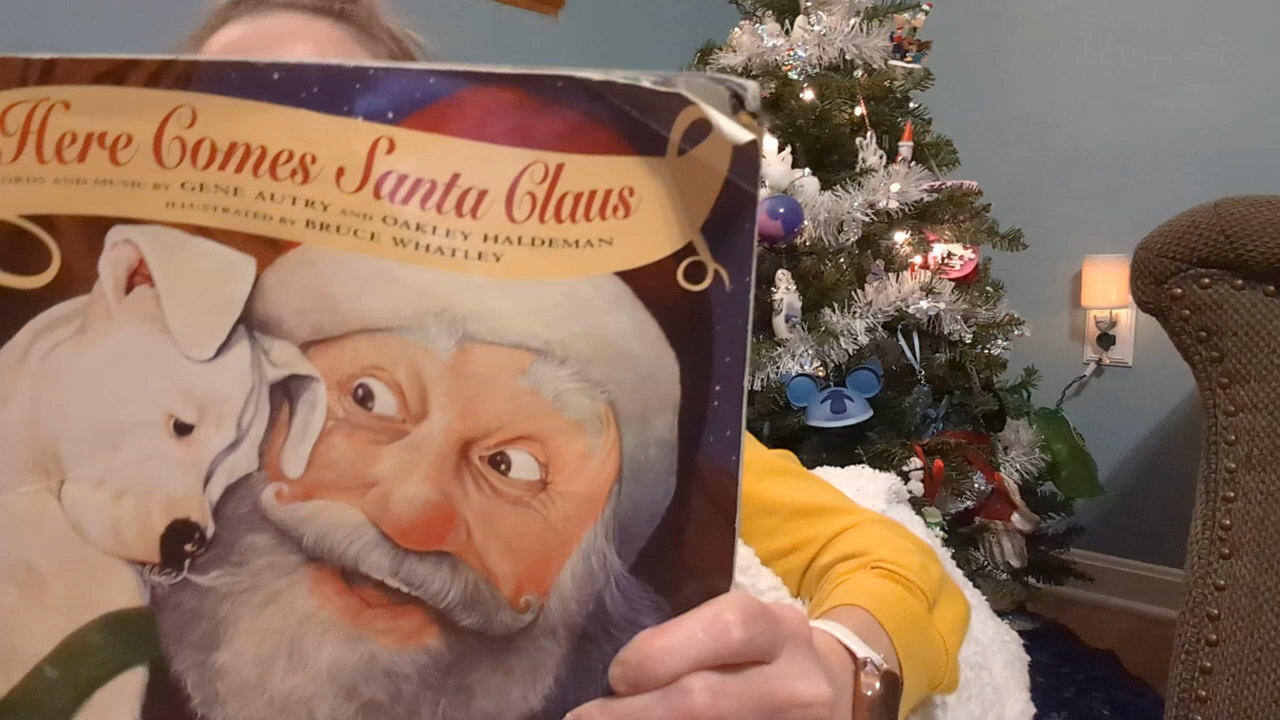 Here Comes Santa Claus
WORDS AND MUSIC BY GENE AUTRY AND OAKLEY HALDEMAN
ILLUSTRATED BY BRUCE WHATLEY